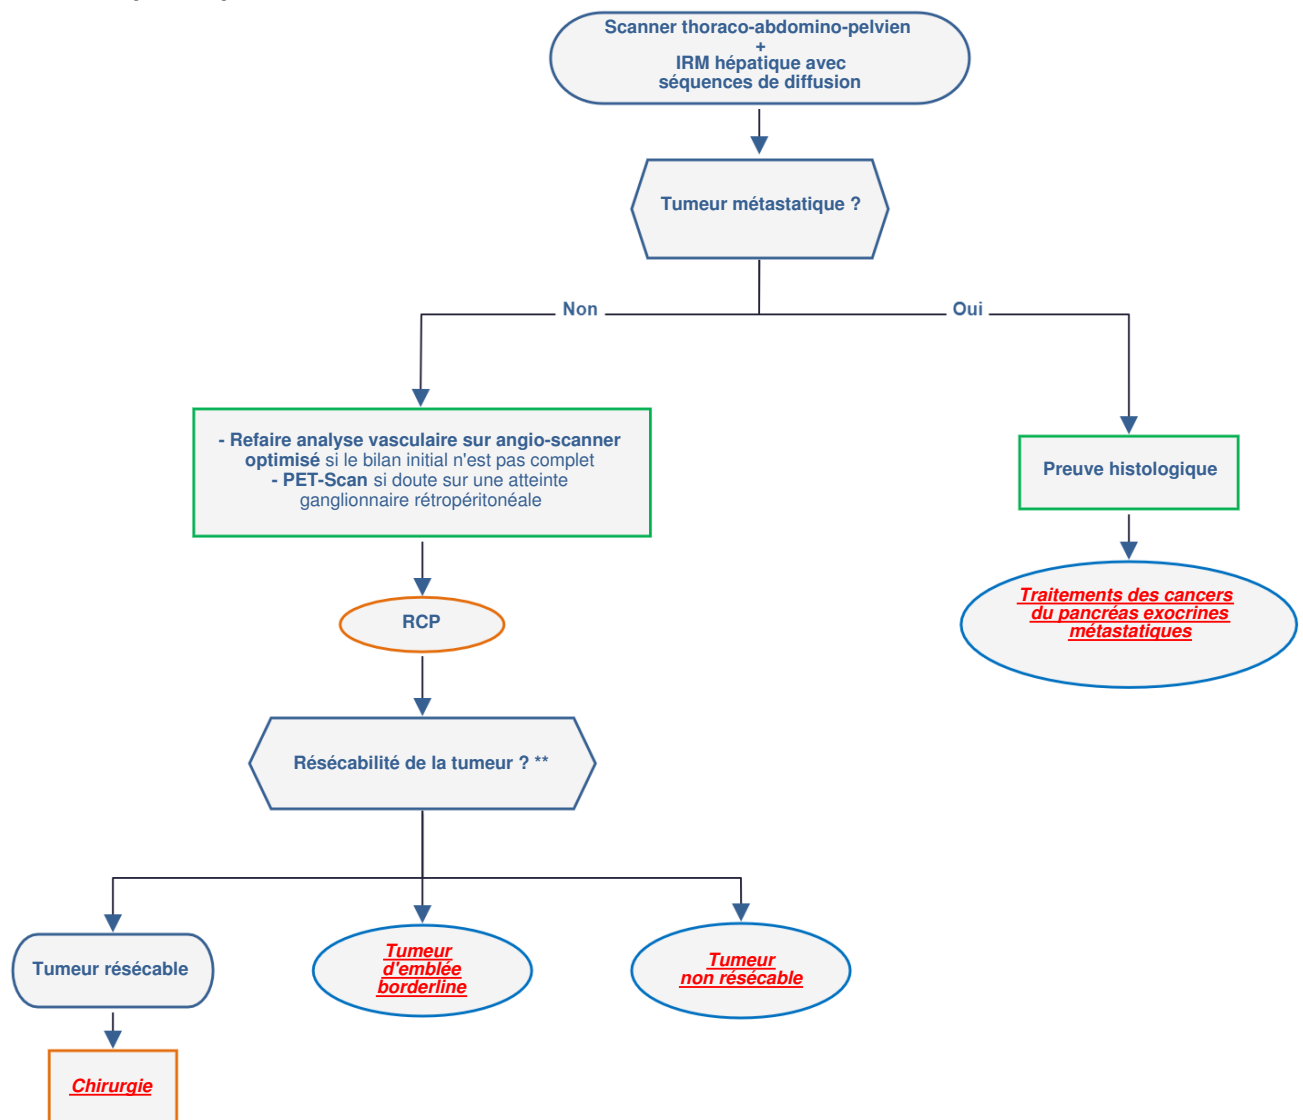 Scanner thoraco-abdomino-pelvien
+
IRM hépatique avec
séquences de diffusion
Tumeur métastatique ?
Non
Oui
- Refaire analyse vasculaire sur angio-scanner
optimisé si le bilan initial n'est pas complet
- PET-Scan si doute sur une atteinte
ganglionnaire rétropéritonéale
Preuve histologique
RCP
Traitements des cancers
du pancréas exocrines
métastatiques
Résécabilité de la tumeur ? **
Tumeur résécable
Tumeur
d'emblée
borderline
Tumeur
non résécable
Chirurgie